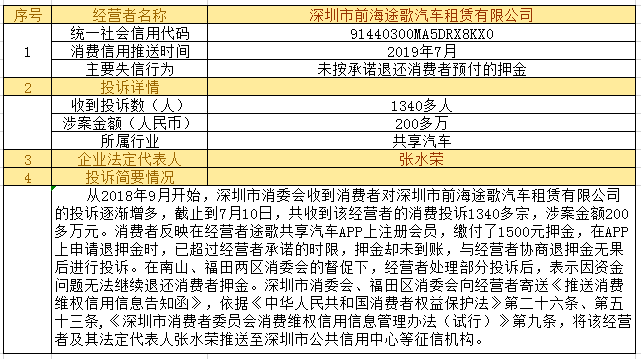 序号 经营者名称 深圳市前海途歌汽车租赁有限公司
1 统一社会信用代码 91440300MA5DRX8KX0
消费信用推送时间 2019年7月
主要失信行为 未按承诺退还消费者预付的押金
2 投诉详情
收到投诉数（人） 1340多人
涉案金额（人民币） 200多万
所属行业 共享汽车
3 企业法定代表人 张水荣
4 投诉简要情况
从2018年9月开始，深圳市消委会收到消费者对深圳市前海途歌汽车租赁有限公司
的投诉逐渐增多，截止到7月10日，共收到该经营者的消费投诉1340多宗，涉案金额200
多万元。消费者反映在经营者途歌共享汽车APP上注册会员，缴付了1500元押金，在APP
上申请退押金时，已超过经营者承诺的时限，押金却未到账，与经营者协商退押金无果
后进行投诉。在南山、福田两区消委会的督促下，经营者处理部分投诉后，表示因资金
问题无法继续退还消费者押金。深圳市消委会、福田区消委会向经营者寄送《推送消费
维权信用信息告知函》，依据《中华人民共和国消费者权益保护法》第二十六条、第五
十三条,《深圳市消费者委员会消费维权信用信息管理办法（试行）》第九条，将该经营
者及其法定代表人张水荣推送至深圳市公共信用中心等征信机构。